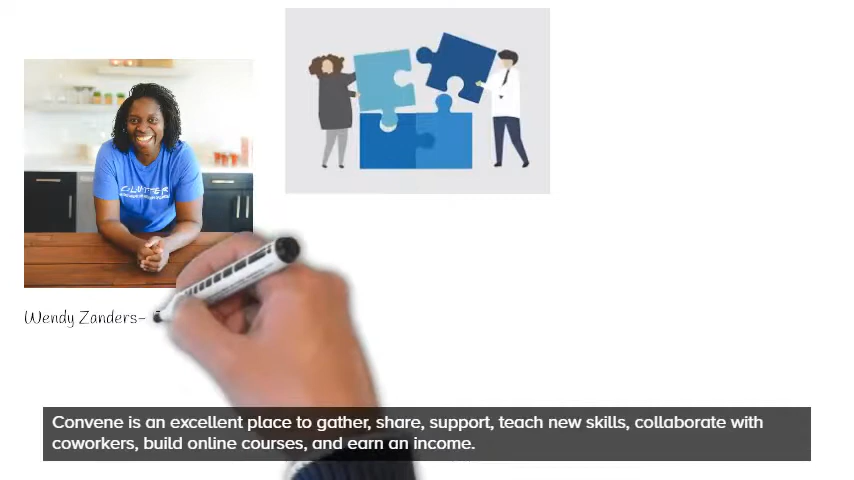 Wendy Zanders-
Convene is an excellent place to gather, share, support, teach new skills, collaborate with
coworkers, build online courses, and earn an income.